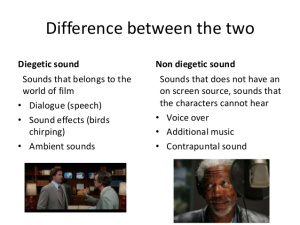 Difference between the two
Diegetic sound
Sounds that belongs to the
world of film
• Dialogue (speech)
• Sound effects (birds
chirping)
• Ambient sounds
Non diegetic sound
Sounds that does not have an
on screen source, sounds that
the characters cannot hear
• Voice over
• Additional music
• Contrapuntal sound